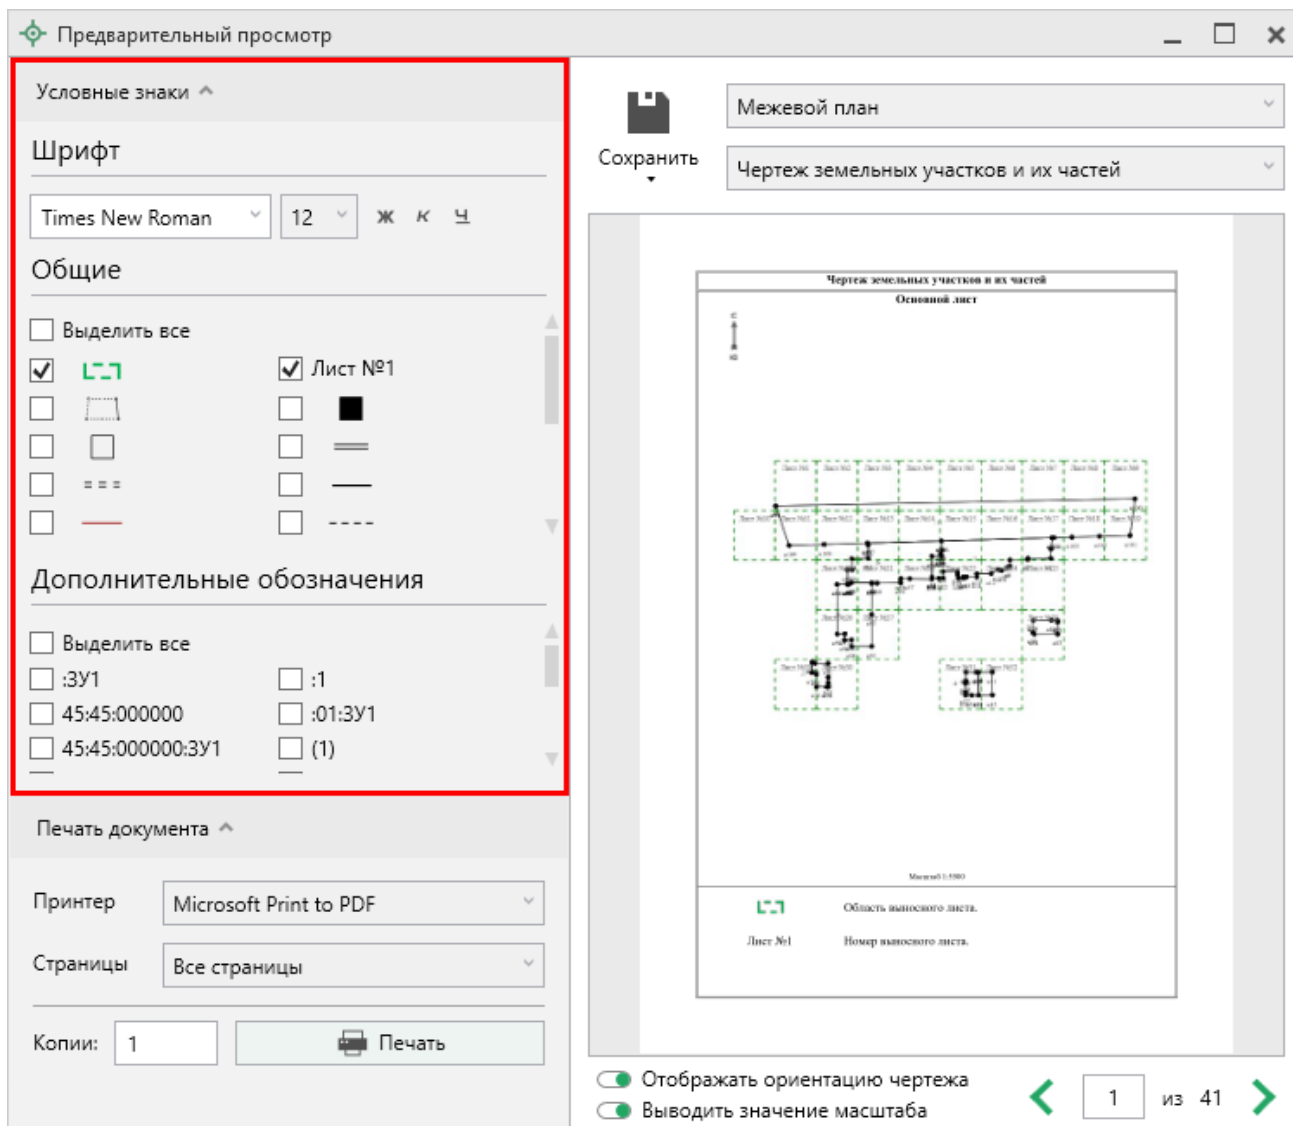 Предварительный просмотр
Условные знаки
Шрифт
Times New Roman 12 Ж К Ч
Общие
Выделить все
Лист №1
Дополнительные обозначения
Выделить все
:ЗУ1 :1
45:45:000000 :01:ЗУ1
45:45:000000:ЗУ1 (1)
Печать документа
Принтер Microsoft Print to PDF
Страницы Все страницы
Копии: 1 Печать
Сохранить
Межевой план
Чертеж земельных участков и их частей
Чертеж земельных участков и их частей
Основной лист
С
Ю
Масштаб 1:5900
Область выносного листа.
Лист №1 Номер выносного листа.
Отображать ориентацию чертежа
Выводить значение масштаба
1 из 41